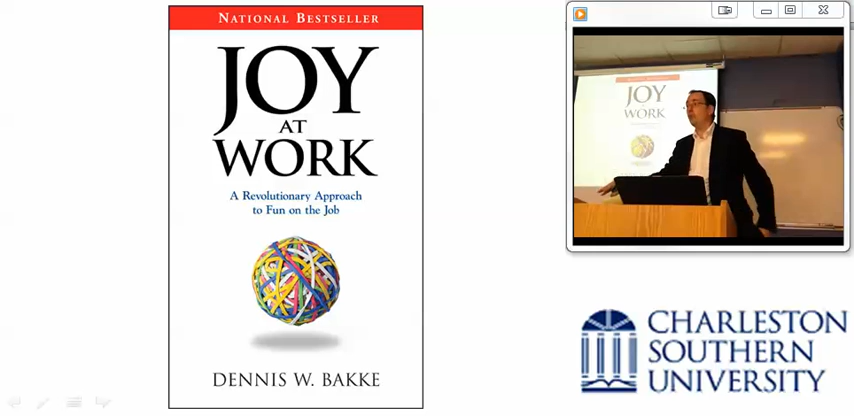 NATIONAL BESTSELLER
JOY
AT
WORK
A Revolutionary Approach
to Fun on the Job
DENNIS W. BAKKE
JOY
AT
WORK
CHARLESTON
SOUTHERN
UNIVERSITY